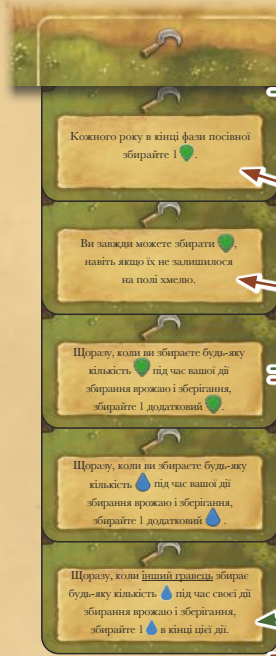 Кожного року в кінці фази посівної
збирайте 1 .
Ви завжди можете збирати ,
навіть якщо їх не залишилося
на полі хмелю.
Щоразу, коли ви збираєте будь-яку
кількість під час вашої дії
збирання врожаю і зберігання,
збирайте 1 додатковий .
Щоразу, коли ви збираєте будь-яку
кількість під час вашої дії
збирання врожаю і зберігання,
збирайте 1 додатковий .
Щоразу, коли інший гравець збирає
будь-яку кількість під час своєї дії
збирання врожаю і зберігання,
збирайте 1 в кінці цієї дії.